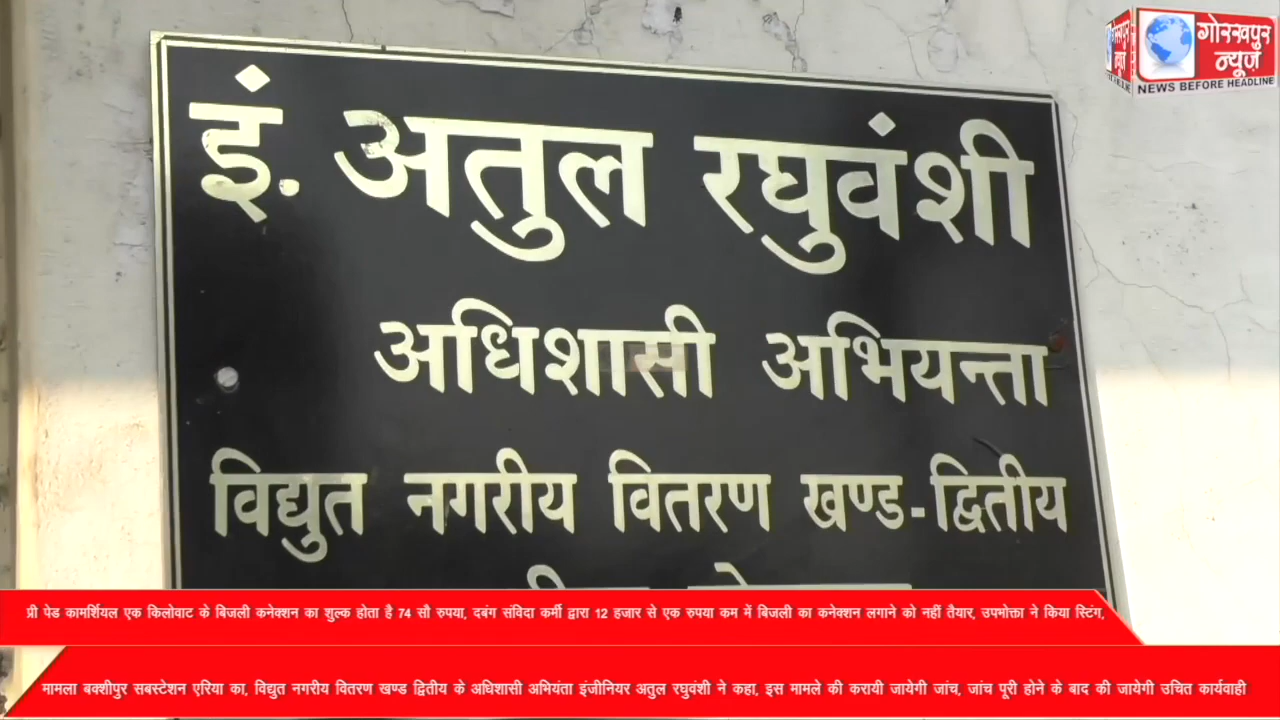 गोरखपुर
न्यूज़
NEWS BEFORE HEADLINE
इं. अतुल रघुवंशी
अधिशासी अभियन्ता
विद्युत नगरीय वितरण खण्ड-द्वितीय
प्री पेड कामर्शियल एक किलोवाट के बिजली कनेक्शन का शुल्क होता है 74 सौ रुपया, दबंग संविदा कर्मी द्वारा 12 हजार से एक रुपया कम में बिजली का कनेक्शन लगाने को नहीं तैयार, उपभोक्ता ने किया स्टिंग,
मामला बक्शीपुर सबस्टेशन एरिया का, विद्युत नगरीय वितरण खण्ड द्वितीय के अधिशासी अभियंता इंजीनियर अतुल रघुवंशी ने कहा, इस मामले की करायी जायेगी जांच, जांच पूरी होने के बाद की जायेगी उचित कार्यवाही